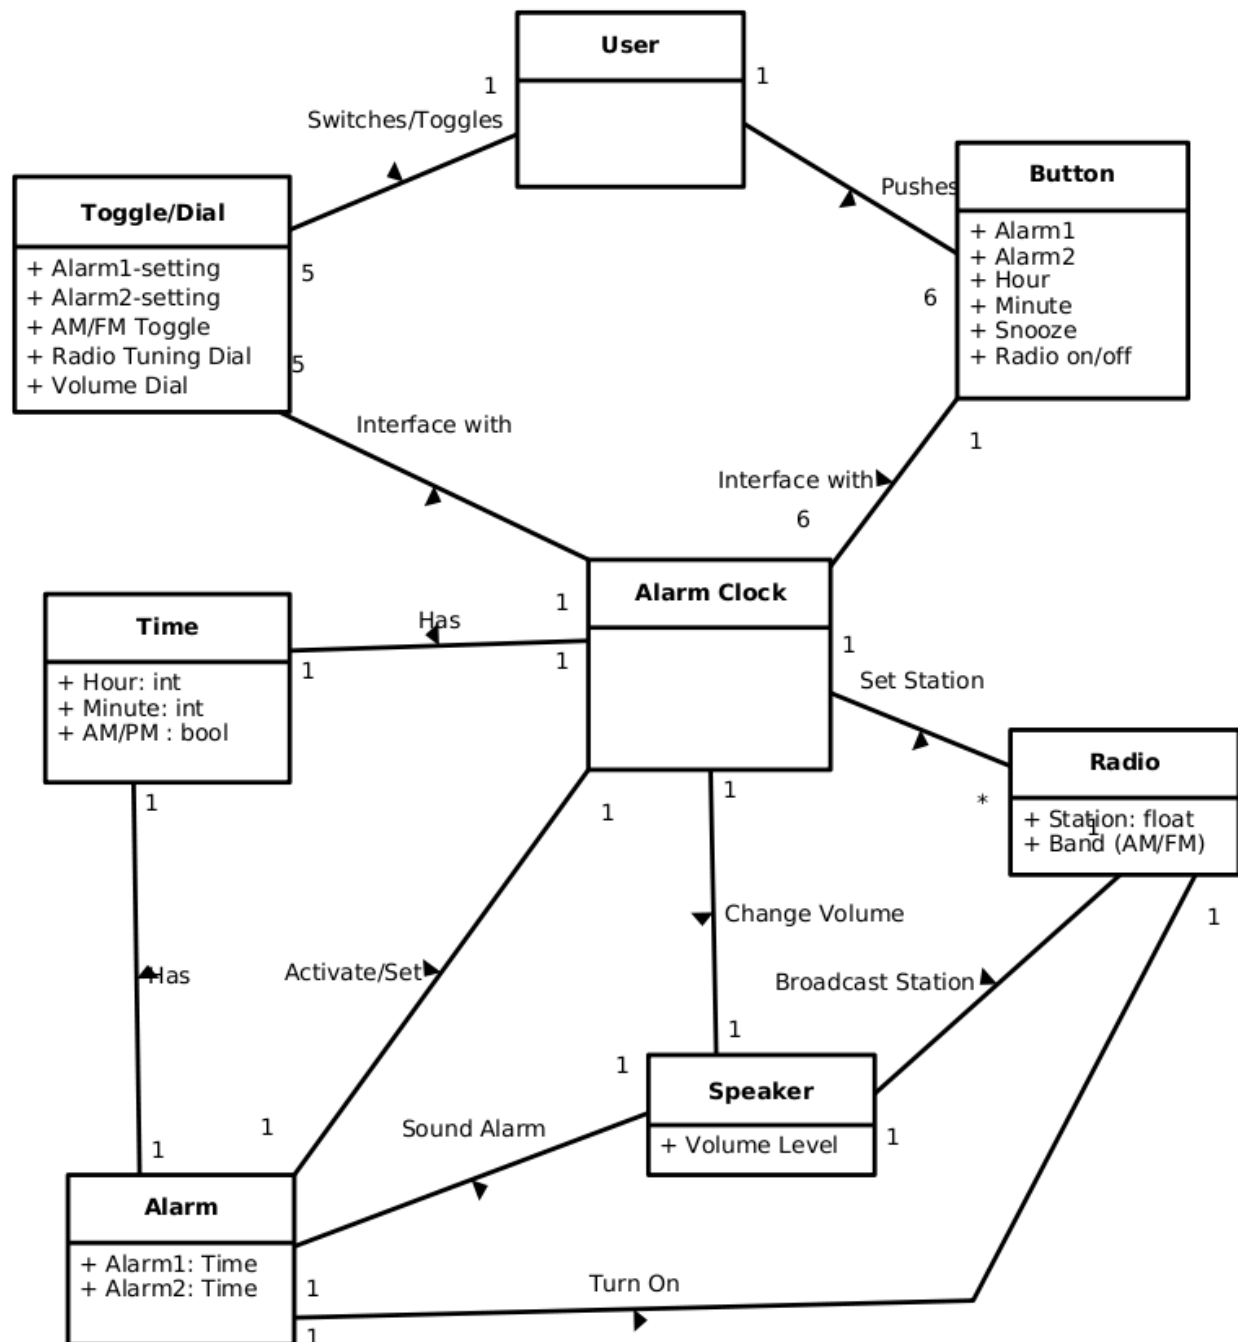 User
1
1
Switches/Toggles
Pushes
Button
+ Alarm1
+ Alarm2
+ Hour
+ Minute
+ Snooze
+ Radio on/off
Toggle/Dial
+ Alarm1-setting
+ Alarm2-setting
+ AM/FM Toggle
+ Radio Tuning Dial
+ Volume Dial
5
6
5
Interface with
1
Interface with
6
Alarm Clock
1
Time
+ Hour: int
+ Minute: int
+ AM/PM : bool
Has
1
1
1
Set Station
Radio
+ Station: float
+ Band (AM/FM)
*
1
1
1
1
1
Change Volume
Has
Activate/Set
Broadcast Station
1
1
Speaker
+ Volume Level
1
1
1
Sound Alarm
Alarm
+ Alarm1: Time
+ Alarm2: Time
1
Turn On
1